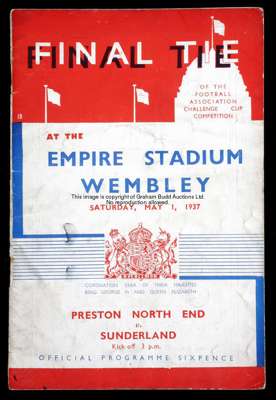 FINAL TIE
OF THE
FOOTBALL
ASSOCIATION
CHALLENGE CUP
COMPETITION
AT THE
EMPIRE STADIUM
WEMBLEY
This image is copyright of Graham Budd Auctions Ltd.
No reproduction allowed.
SATURDAY, MAY 1, 1937
CORONATION YEAR OF THEIR MAJESTIES
KING GEORGE VI AND QUEEN ELIZABETH
PRESTON NORTH END
v.
SUNDERLAND
Kick off 3 p.m.
OFFICIAL PROGRAMME SIXPENCE